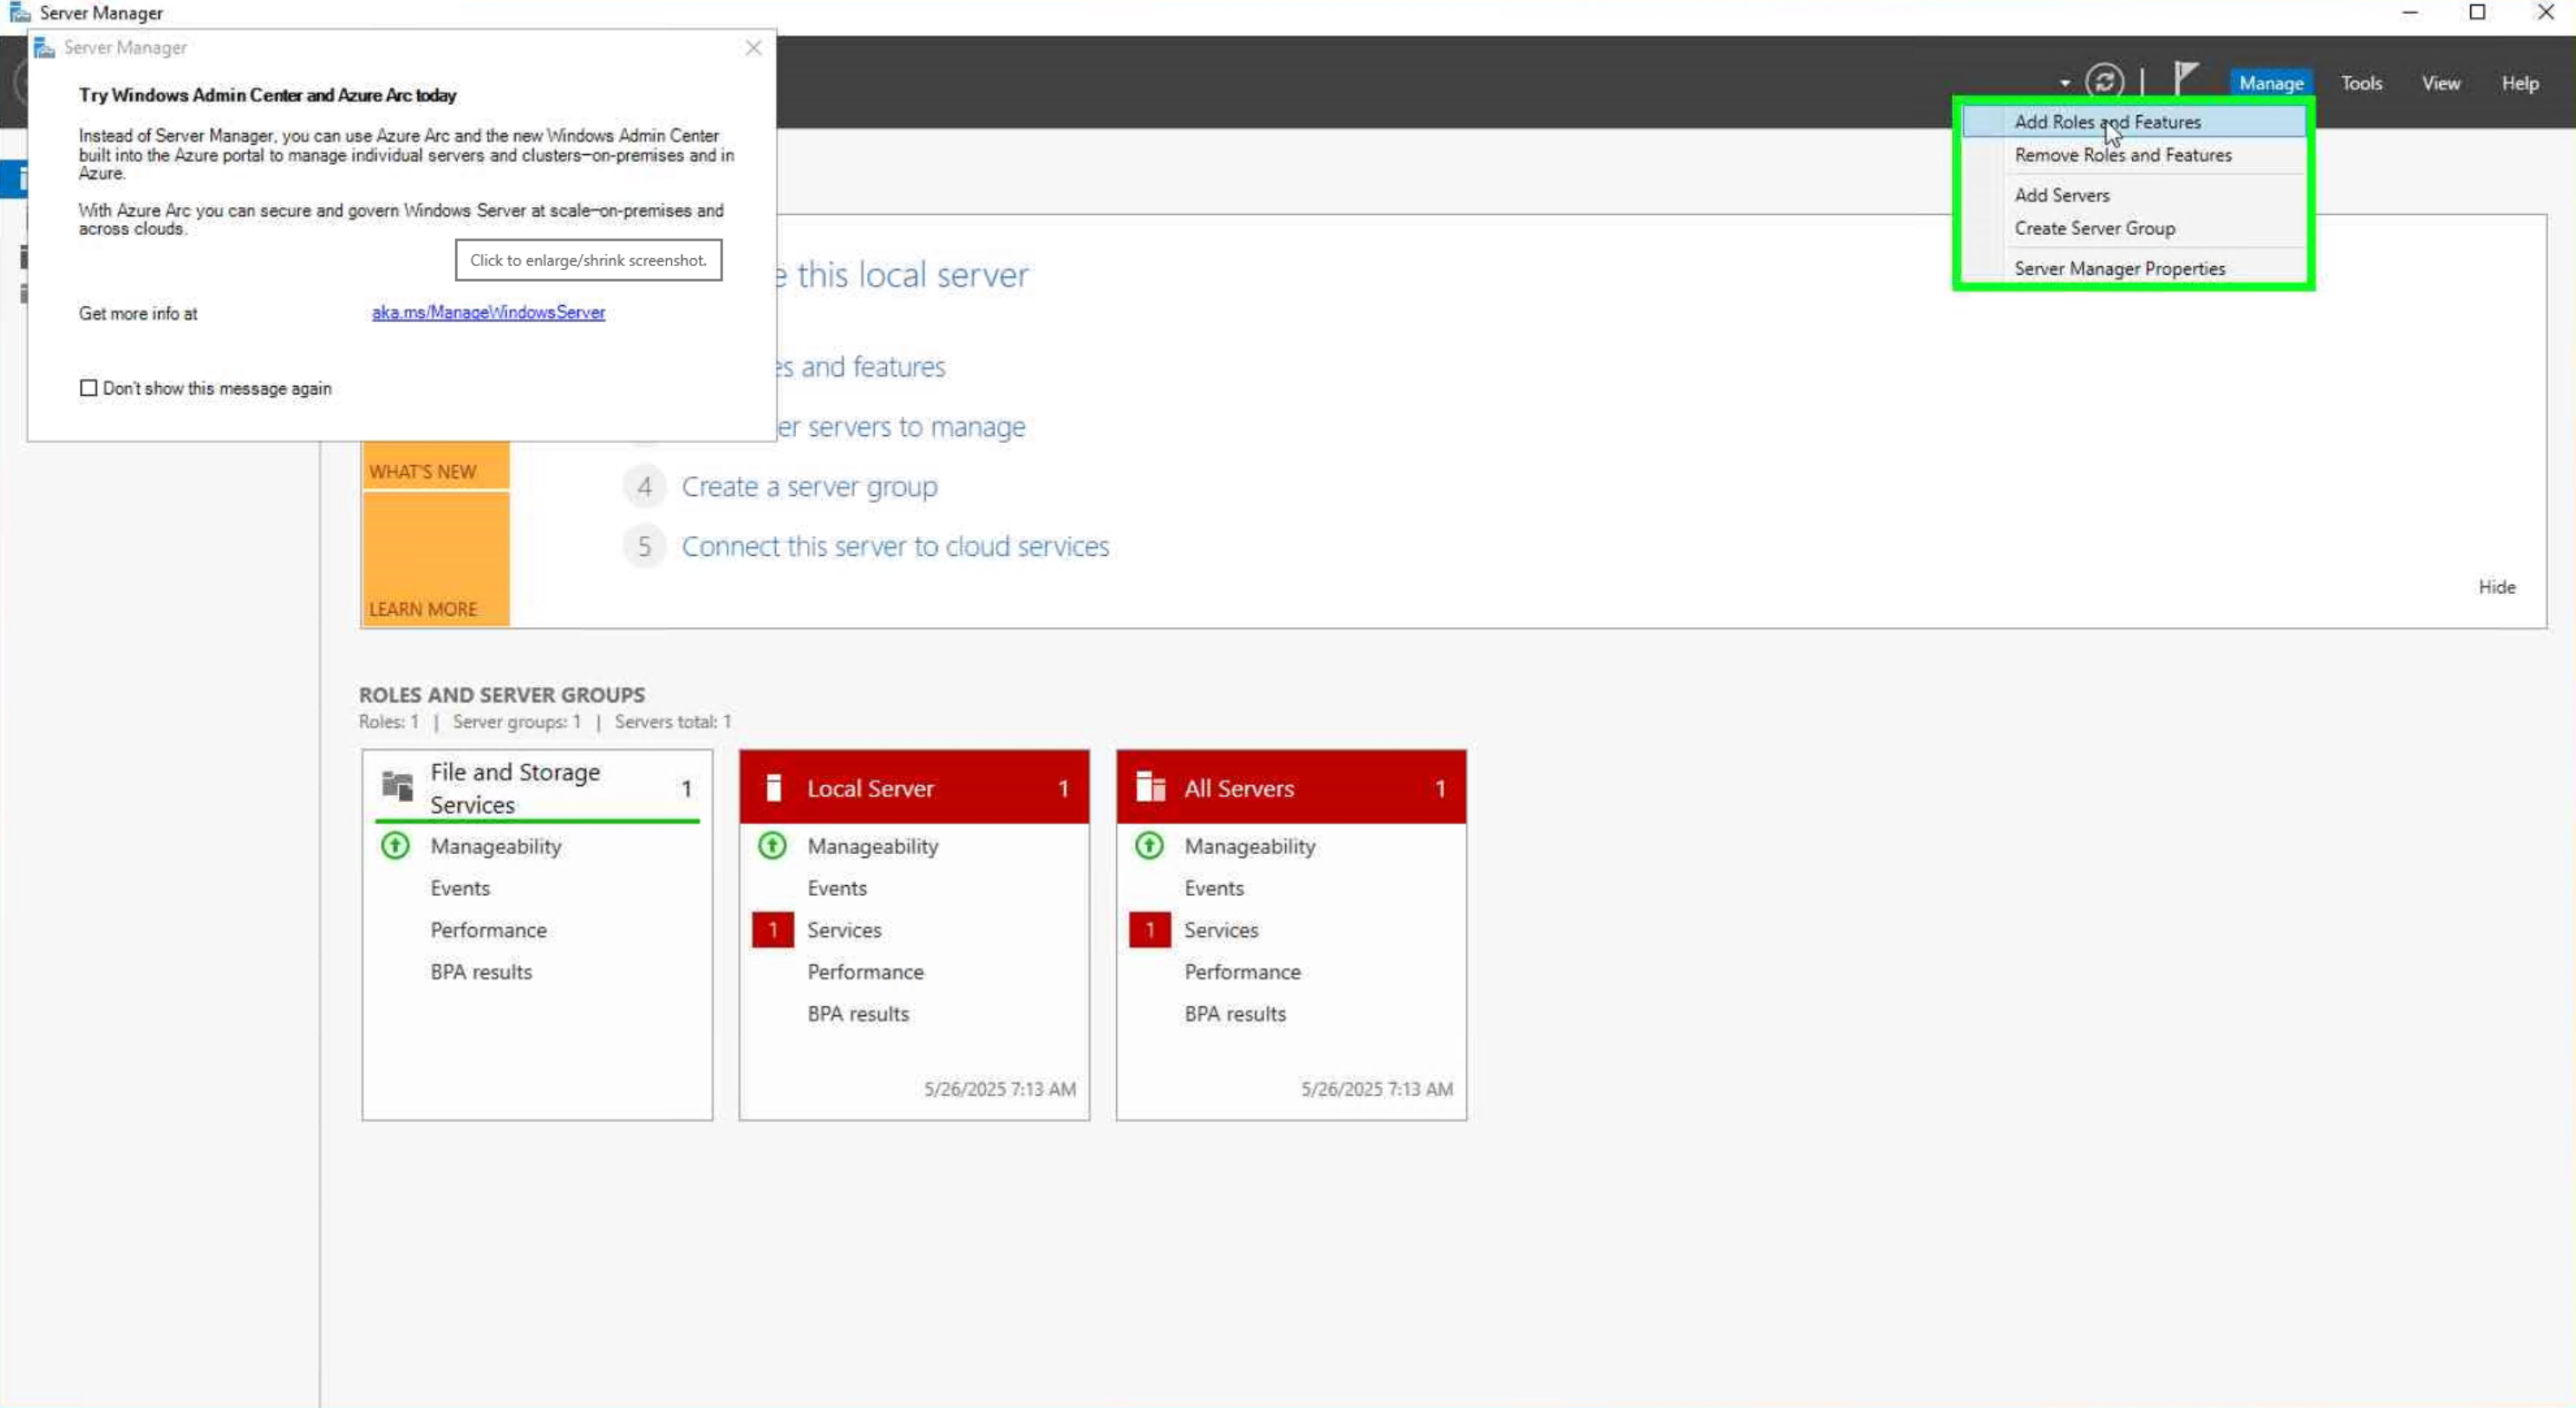 Server Manager
Server Manager
Try Windows Admin Center and Azure Arc today
Instead of Server Manager, you can use Azure Arc and the new Windows Admin Center
built into the Azure portal to manage individual servers and clusters–on-premises and in
Azure.
With Azure Arc you can secure and govern Windows Server at scale–on-premises and
across clouds.
Click to enlarge/shrink screenshot.
Get more info at aka.ms/ManageWindowsServer
Don't show this message again
Manage Tools View Help
Add Roles and Features
Remove Roles and Features
Add Servers
Create Server Group
Server Manager Properties
this local server
and features
servers to manage
4 Create a server group
5 Connect this server to cloud services
WHAT'S NEW
LEARN MORE
Hide
ROLES AND SERVER GROUPS
Roles: 1 | Server groups: 1 | Servers total: 1
File and Storage
Services 1
Manageability
Events
Performance
BPA results
Local Server 1
Manageability
Events
1 Services
Performance
BPA results
5/26/2025 7:13 AM
All Servers 1
Manageability
Events
1 Services
Performance
BPA results
5/26/2025 7:13 AM